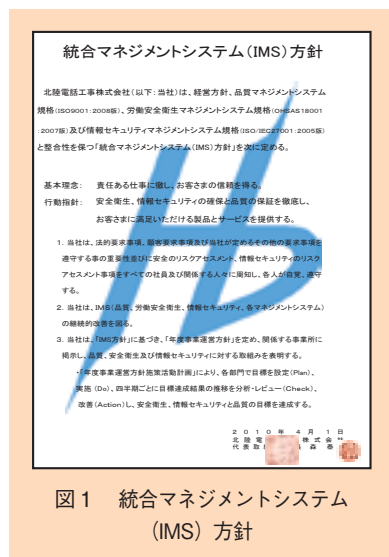 統合マネジメントシステム(IMS)方針
北陸電話工事株式会社(以下:当社)は、経営方針、品質マネジメントシステム
規格(ISO9001:2008版)、労働安全衛生マネジメントシステム規格(OHSAS18001
:2007版)及び情報セキュリティマネジメントシステム規格(ISO/IEC27001:2005版)
と整合性を保つ「統合マネジメントシステム(IMS)方針」を次に定める。
基本理念: 責任ある仕事に徹し、お客さまの信頼を得る。
行動指針: 安全衛生、情報セキュリティの確保と品質の保証を徹底し、
お客さまに満足いただける製品とサービスを提供する。
1. 当社は、法的要求事項、顧客要求事項及び当社が定めるその他の要求事項を
遵守する事の重要性並びに安全のリスクアセスメント、情報セキュリティのリスク
アセスメント事項をすべての社員及び関係する人々に周知し、各人が自覚、遵守
する。
2. 当社は、IMS(品質、労働安全衛生、情報セキュリティ、各マネジメントシステム)
の継続的改善を図る。
3. 当社は、「IMS方針」に基づき、「年度事業運営方針」を定め、関係する事業所に
掲示し、品質、安全衛生及び情報セキュリティに対する取組みを表明する。
・「年度事業運営方針施策活動計画」により、各部門で目標を設定(Plan)、
実施(Do)、四半期ごとに目標達成結果の推移を分析・レビュー(Check)、
改善(Action)し、安全衛生、情報セキュリティと品質の目標を達成する。
2010年4月1日
北陸電 株式会社
代表取 森 泰
図1 統合マネジメントシステム
(IMS)方針